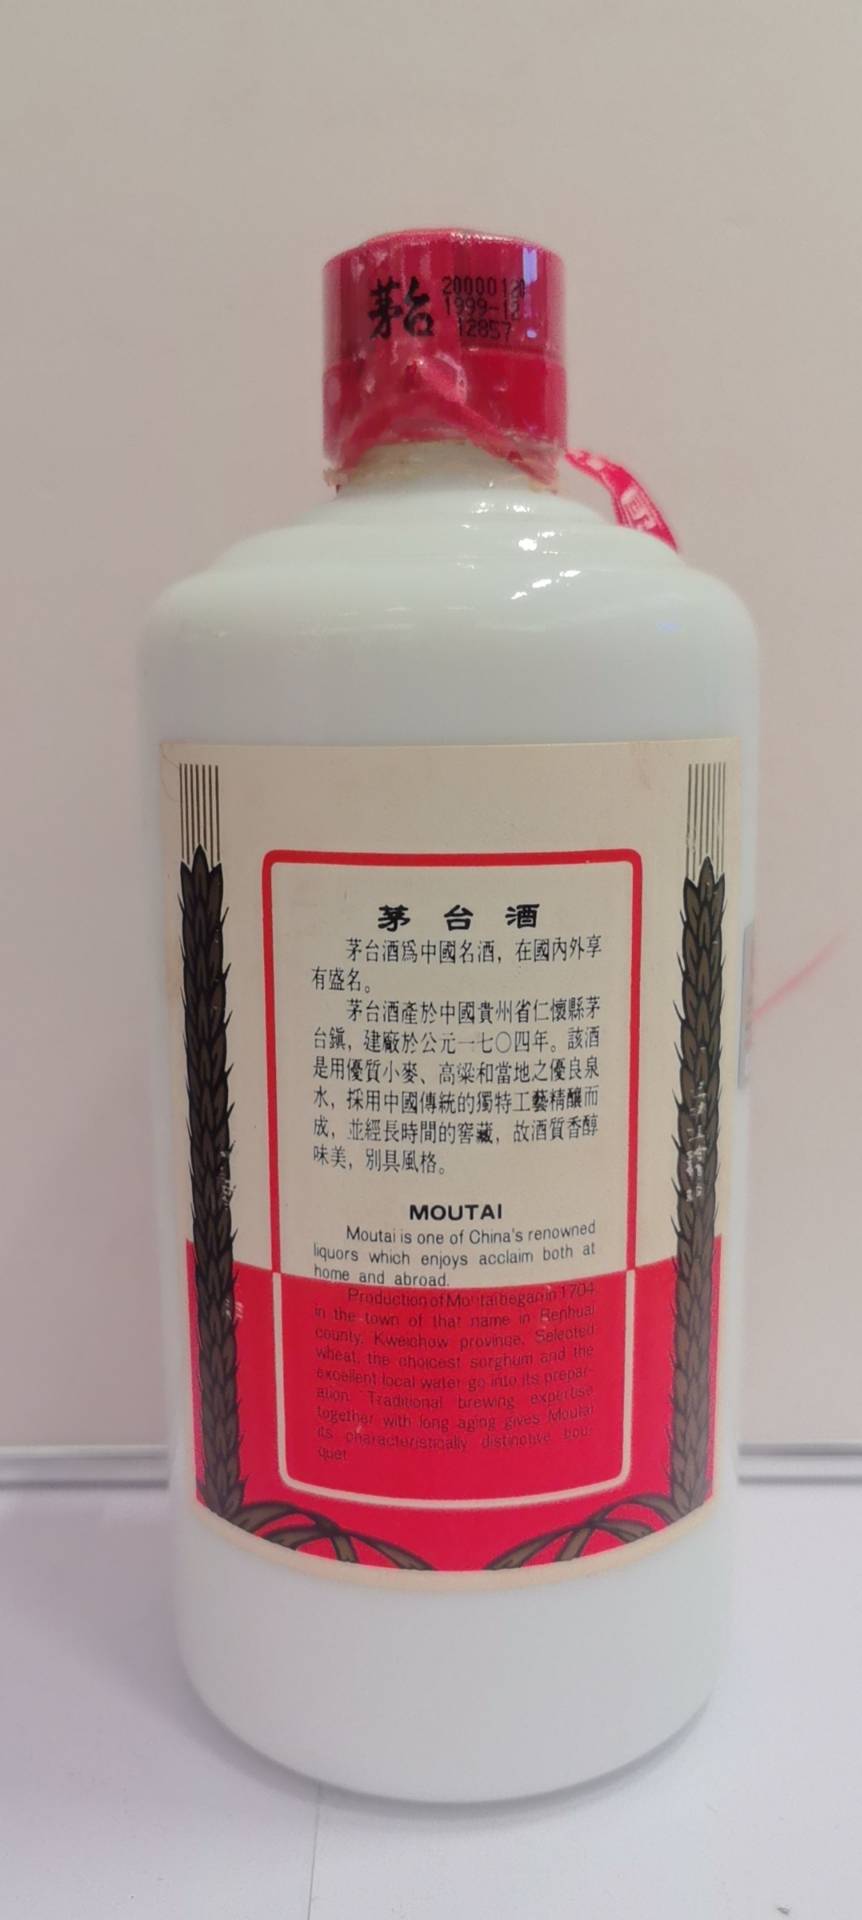 茅台
20000120
1999-12
12857
茅台酒
茅台酒爲中國名酒，在國內外享
有盛名。
茅台酒產於中國貴州省仁懷縣茅
台鎮，建廠於公元一七〇四年。該酒
是用優質小麥、高粱和當地之優良泉
水，採用中國傳統的獨特工藝精釀而
成，並經長時間的窖藏，故酒質香醇
味美，別具風格。
MOUTAI
Moutai is one of China's renowned
liquors which enjoys acclaim both at
home and abroad.
Production of Moutai began in 1704
in the town of that name in Renhuai
county, Kweichow province. Selected
wheat, the choicest sorghum and the
excellent local water go into its prepar-
ation. Traditional brewing expertise
together with long aging gives Moutai
its characteristically distinctive bou-
quet.